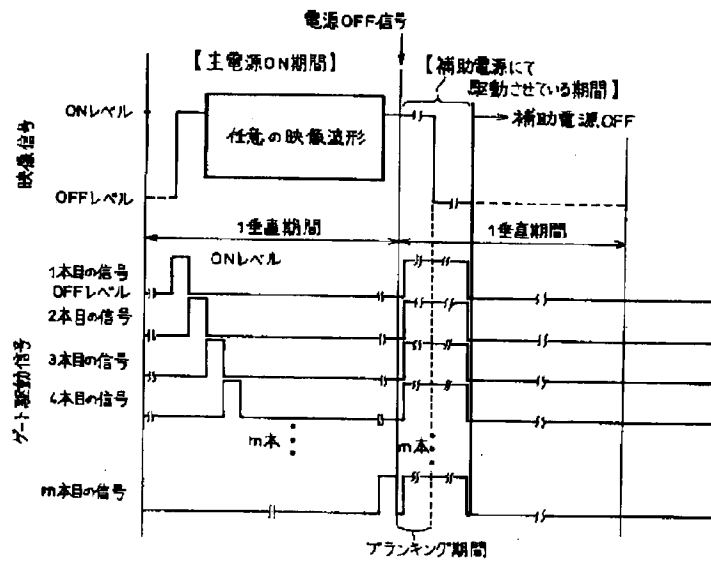 電源OFF信号
【主電源ON期間】
【補助電源にて
駆動させている期間】
ONレベル
任意の映像波形
補助電源OFF
映像信号
OFFレベル
1垂直期間
1垂直期間
ONレベル
1本目の信号
OFFレベル
2本目の信号
3本目の信号
4本目の信号
ゲート駆動信号
m本
m本
m本目の信号
ブランキング期間